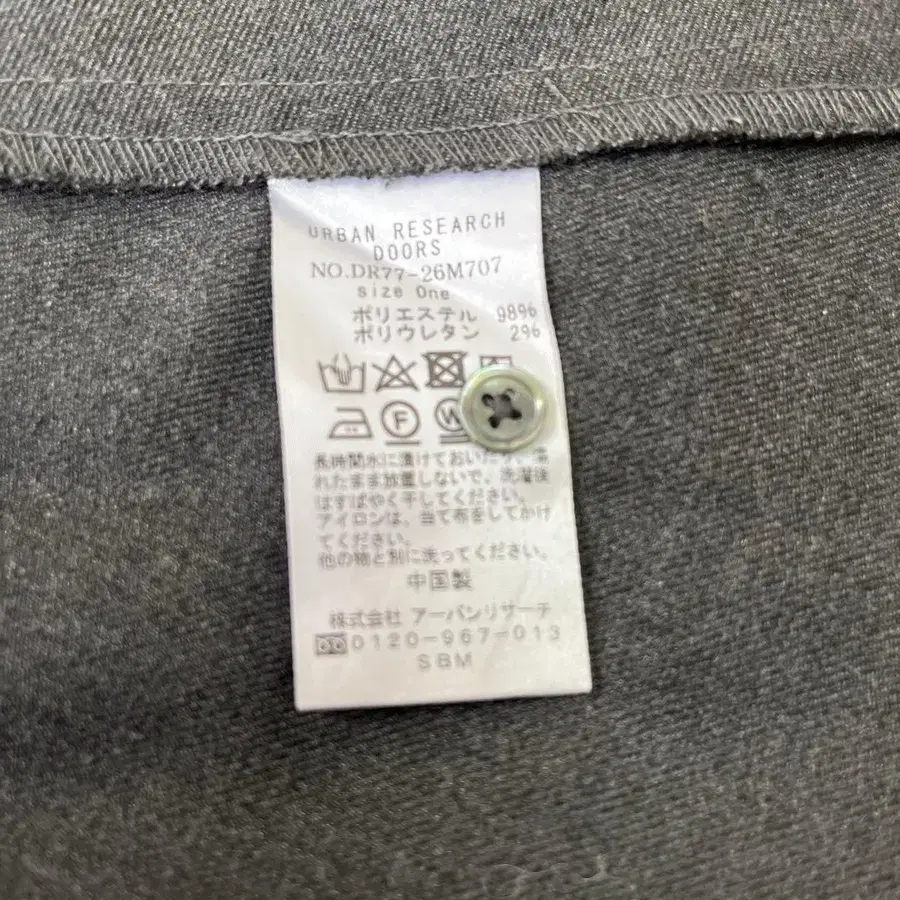 URBAN RESEARCH
DOORS
NO.DR77-26M707
size One
ポリエステル 98%
ポリウレタン 2%
F
W
長時間水に漬けておいたり、濡
れたまま放置しないで、洗濯後
はすばやく干してください。
アイロンは、当て布をしてかけ
てください。
他の物と別に洗ってください。
中国製
株式会社 アーバンリサーチ
0120-967-013
SBM